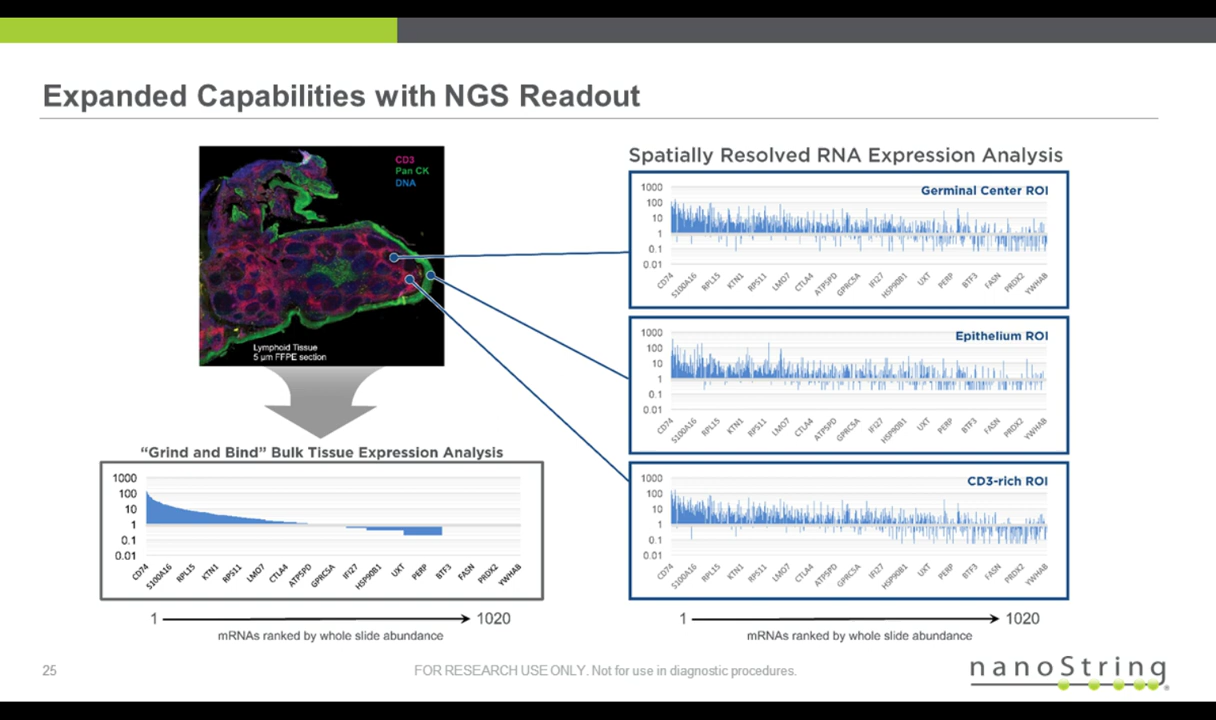 Expanded Capabilities with NGS Readout
CD3
Pan CK
DNA
Lymphoid Tissue
5 µm FFPE section
"Grind and Bind" Bulk Tissue Expression Analysis
1000
100
10
1
0.1
0.01
CD74
S100A16
RPL15
KTN1
RPS11
LMO7
CTLA4
ATP5PD
GPRC5A
IFI27
HSP90B1
UXT
PERP
BTF3
FASN
PRDX2
YWHAB
1
1020
mRNAs ranked by whole slide abundance
Spatially Resolved RNA Expression Analysis
Germinal Center ROI
1000
100
10
1
0.1
0.01
CD74
S100A16
RPL15
KTN1
RPS11
LMO7
CTLA4
ATP5PD
GPRC5A
IFI27
HSP90B1
UXT
PERP
BTF3
FASN
PRDX2
YWHAB
Epithelium ROI
1000
100
10
1
0.1
0.01
CD74
S100A16
RPL15
KTN1
RPS11
LMO7
CTLA4
ATP5PD
GPRC5A
IFI27
HSP90B1
UXT
PERP
BTF3
FASN
PRDX2
YWHAB
CD3-rich ROI
1000
100
10
1
0.1
0.01
CD74
S100A16
RPL15
KTN1
RPS11
LMO7
CTLA4
ATP5PD
GPRC5A
IFI27
HSP90B1
UXT
PERP
BTF3
FASN
PRDX2
YWHAB
1
1020
mRNAs ranked by whole slide abundance
25
FOR RESEARCH USE ONLY. Not for use in diagnostic procedures.
nanoString®